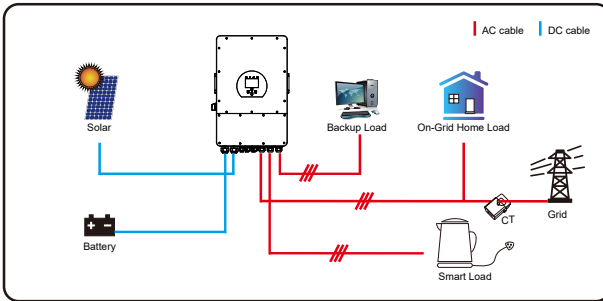 AC cable
DC cable
Solar
Backup Load
On-Grid Home Load
CT
Grid
Battery
Smart Load